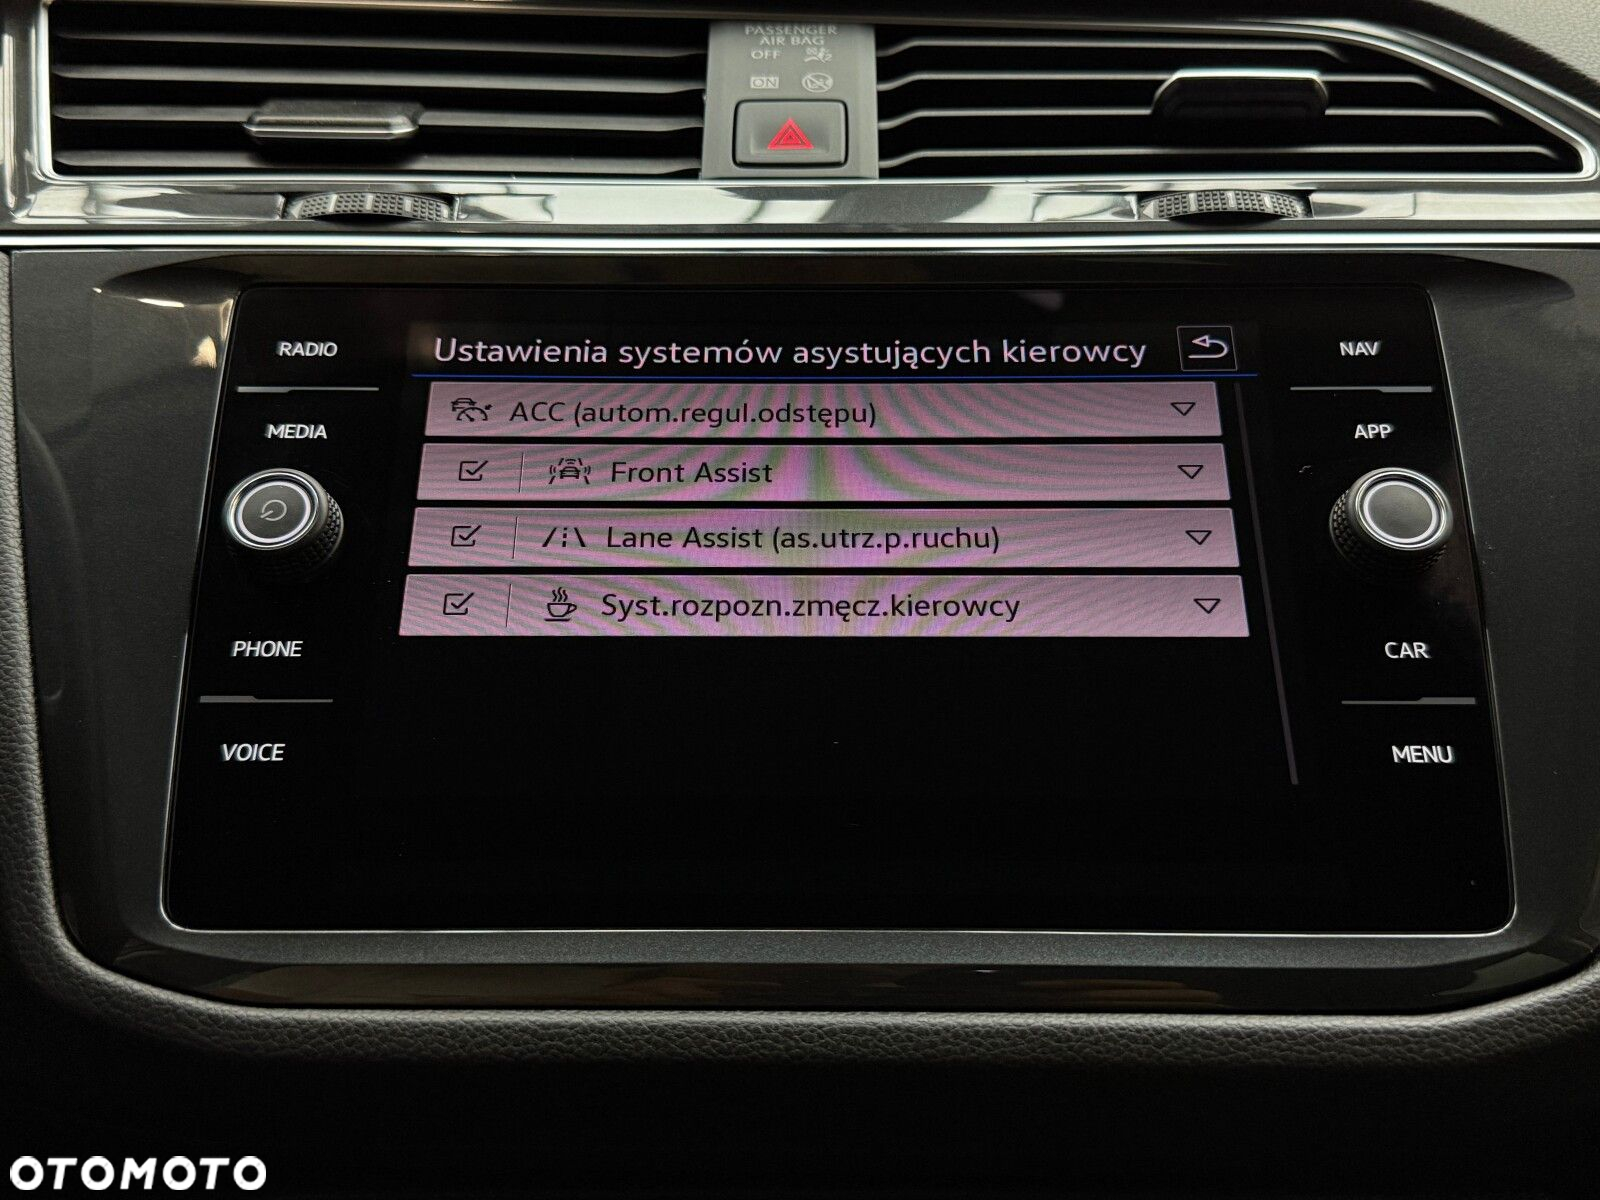 PASSENGER
AIR BAG
OFF
ON
RADIO
MEDIA
PHONE
VOICE
Ustawienia systemów asystujących kierowcy
ACC (autom.regul.odstępu)
Front Assist
Lane Assist (as.utrz.p.ruchu)
Syst.rozpozn.zmęcz.kierowcy
NAV
APP
CAR
MENU
OTOMOTO